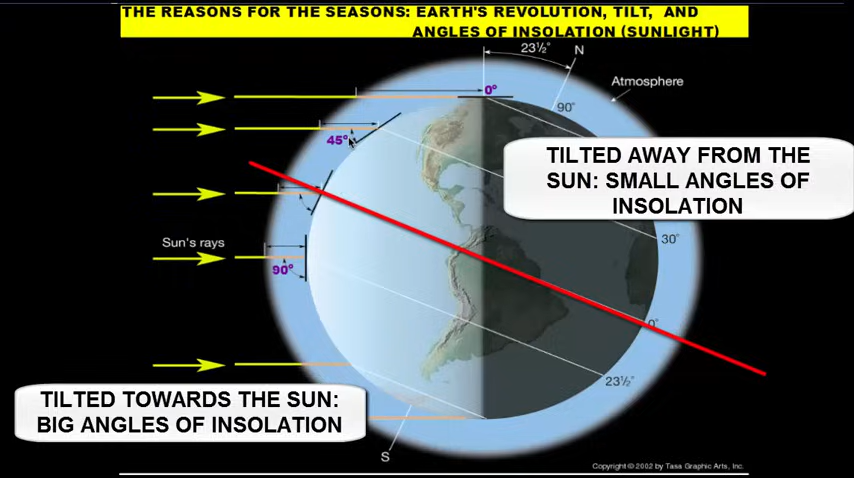 THE REASONS FOR THE SEASONS: EARTH'S REVOLUTION, TILT, AND
ANGLES OF INSOLATION (SUNLIGHT)
23½°
N
Atmosphere
0°
90°
45°
TILTED AWAY FROM THE
SUN: SMALL ANGLES OF
INSOLATION
Sun's rays
30°
90°
0°
23½°
TILTED TOWARDS THE SUN:
BIG ANGLES OF INSOLATION
S
Copyright © 2002 by Tasa Graphic Arts, Inc.